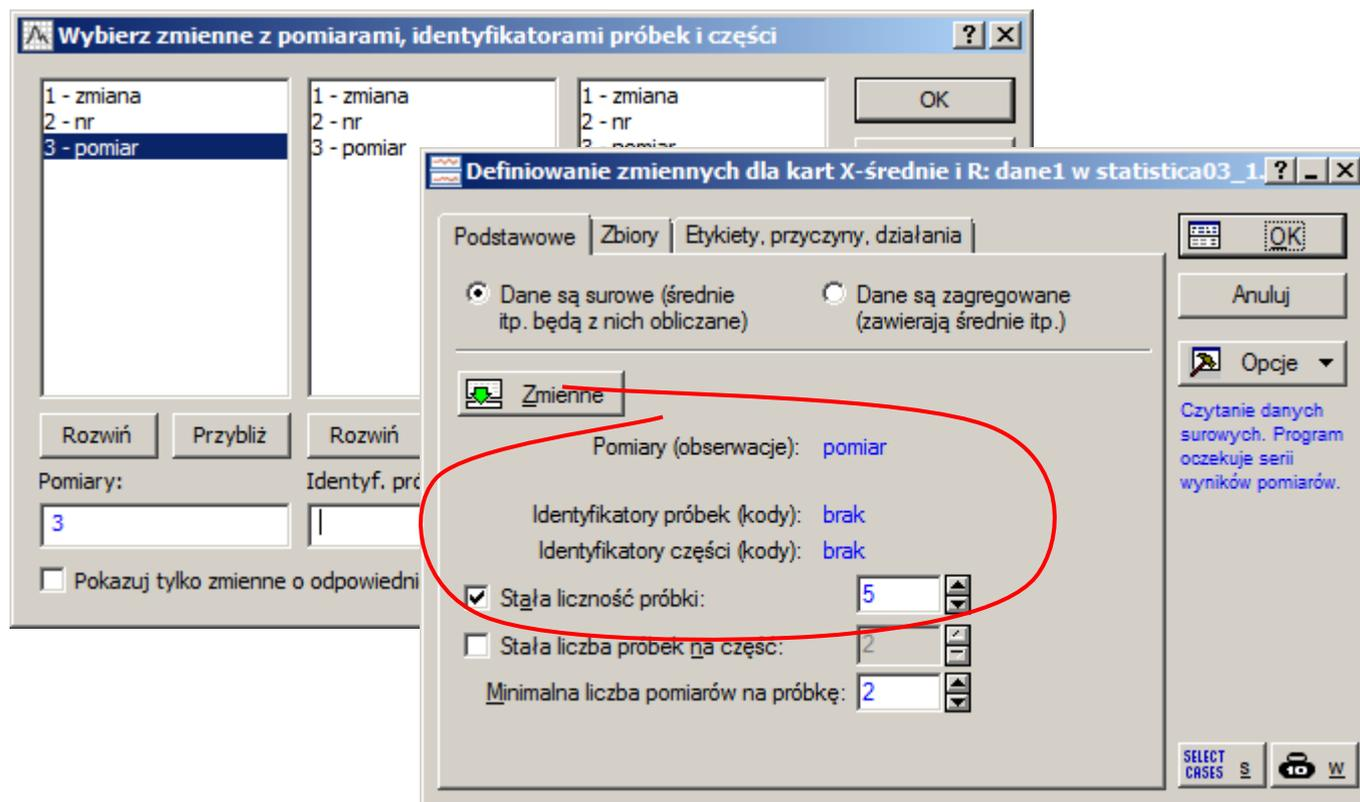 Wybierz zmienne z pomiarami, identyfikatorami próbek i części
1 - zmiana
2 - nr
3 - pomiar
1 - zmiana
2 - nr
3 - pomiar
1 - zmiana
2 - nr
3 - pomiar
OK
Rozwiń
Przybliż
Rozwiń
Pomiary:
Identyf.
3
Pokazuj tylko zmienne o
Definiowanie zmiennych dla kart X-średnie i R: dane1 w statistica03_1.
Podstawowe
Zbiory
Etykiety, przyczyny, działania
Dane są surowe (średnie
itp. będą z nich obliczane)
Dane są zagregowane
(zawierają średnie itp.)
Zmienne
Pomiary (obserwacje): pomiar
Identyfikatory próbek (kody): brak
Identyfikatory części (kody): brak
Stała liczność próbki: 5
Stała liczba próbek na część: 2
Minimalna liczba pomiarów na próbkę: 2
OK
Anuluj
Opcje
Czytanie danych
surowych. Program
oczekuje serii
wyników pomiarów.
SELECT
CASES S
W